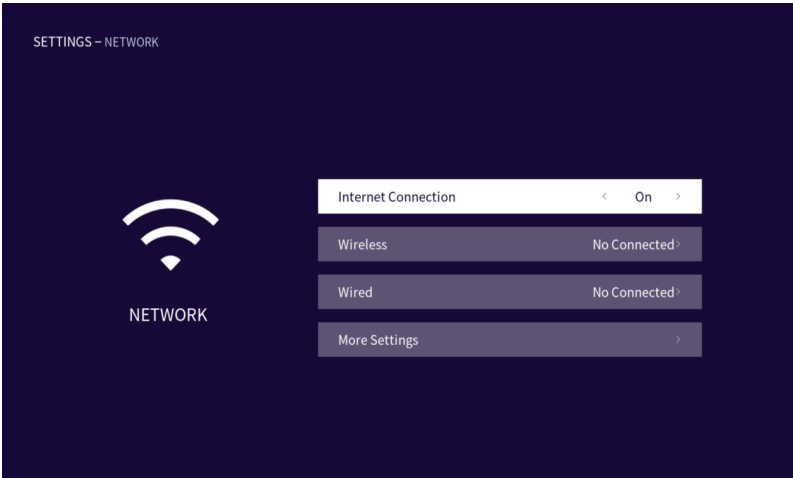 SETTINGS – NETWORK
Internet Connection < On >
Wireless No Connected >
Wired No Connected >
NETWORK
More Settings >